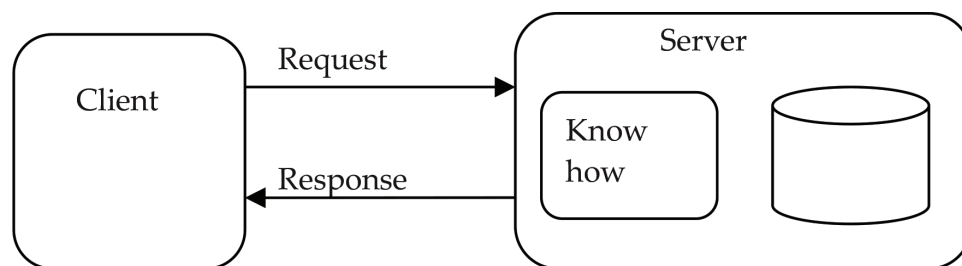 Server
Request
Client
Know
how
Response